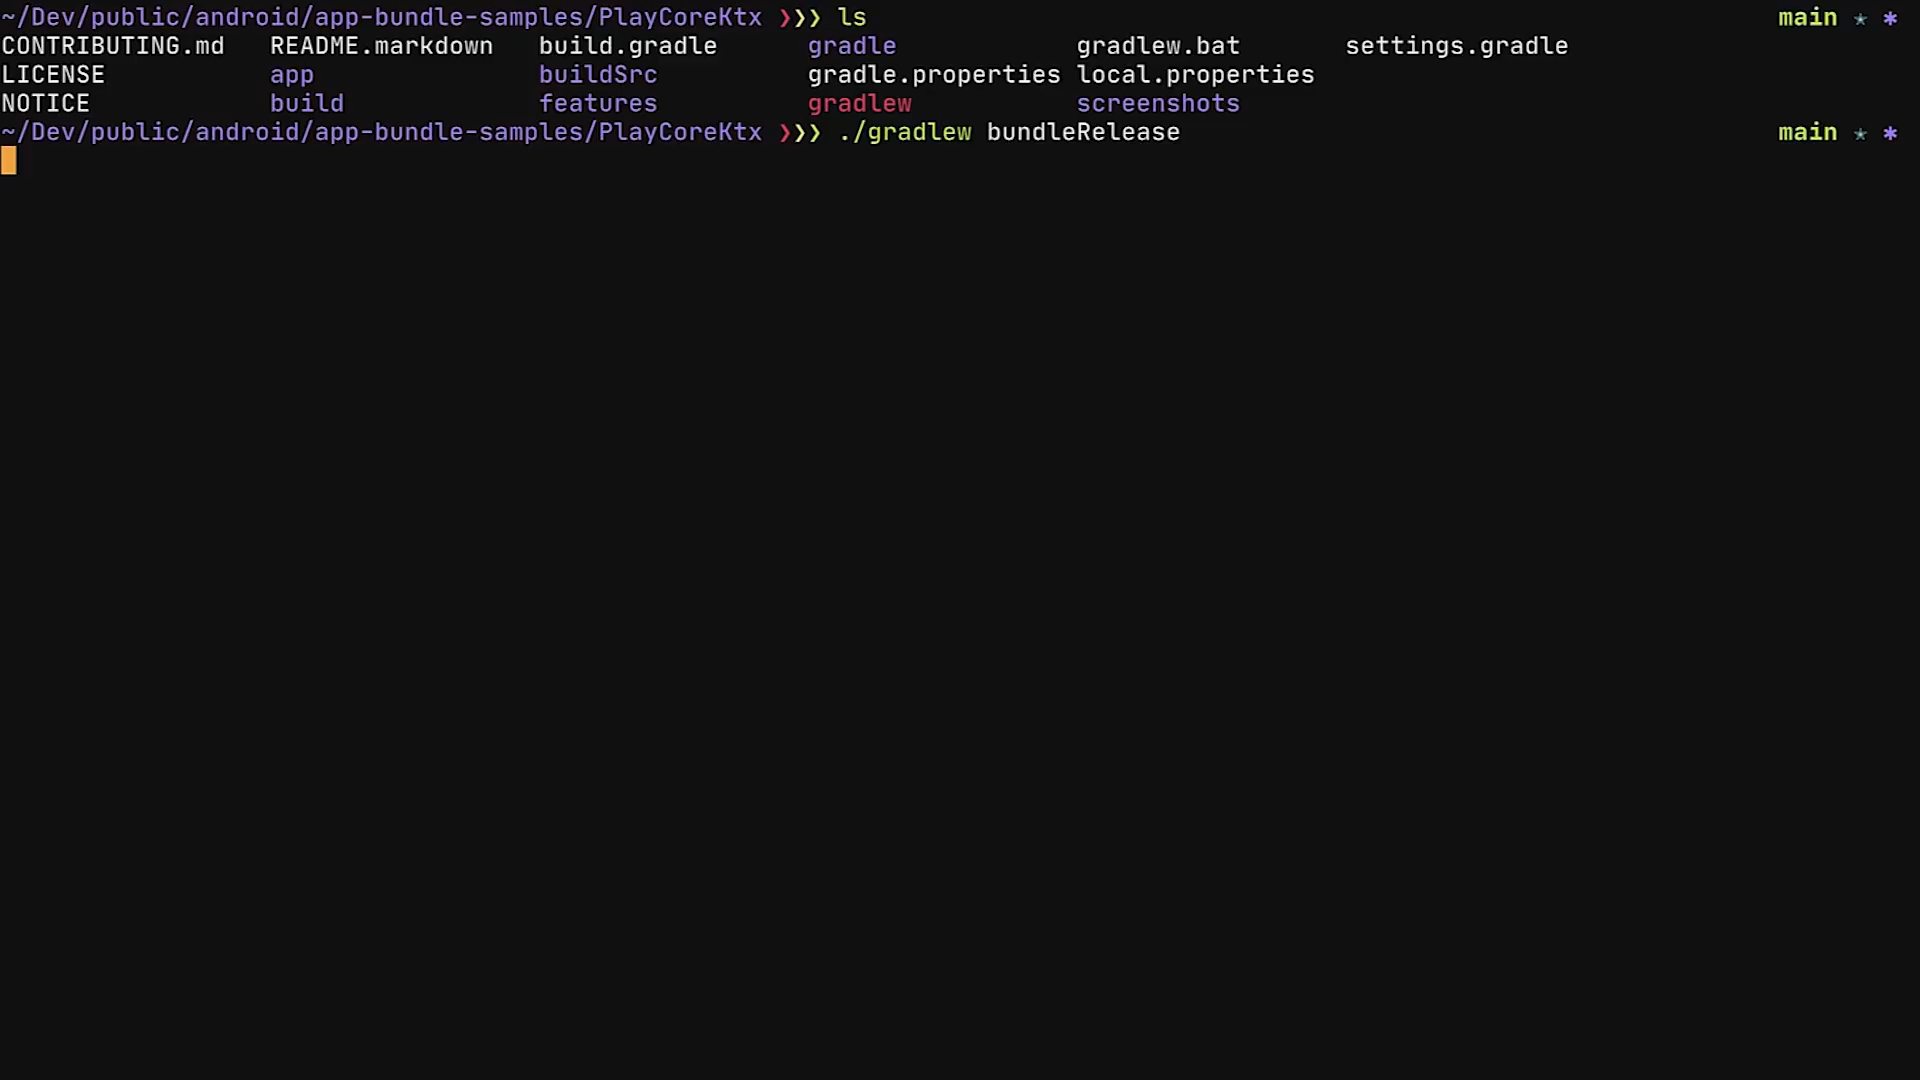 ~/Dev/public/android/app-bundle-samples/PlayCoreKtx ❯❯❯ ls main ⋆ ✱
CONTRIBUTING.md README.markdown build.gradle gradle gradlew.bat settings.gradle
LICENSE app buildSrc gradle.properties local.properties
NOTICE build features gradlew screenshots
~/Dev/public/android/app-bundle-samples/PlayCoreKtx ❯❯❯ ./gradlew bundleRelease main ⋆ ✱